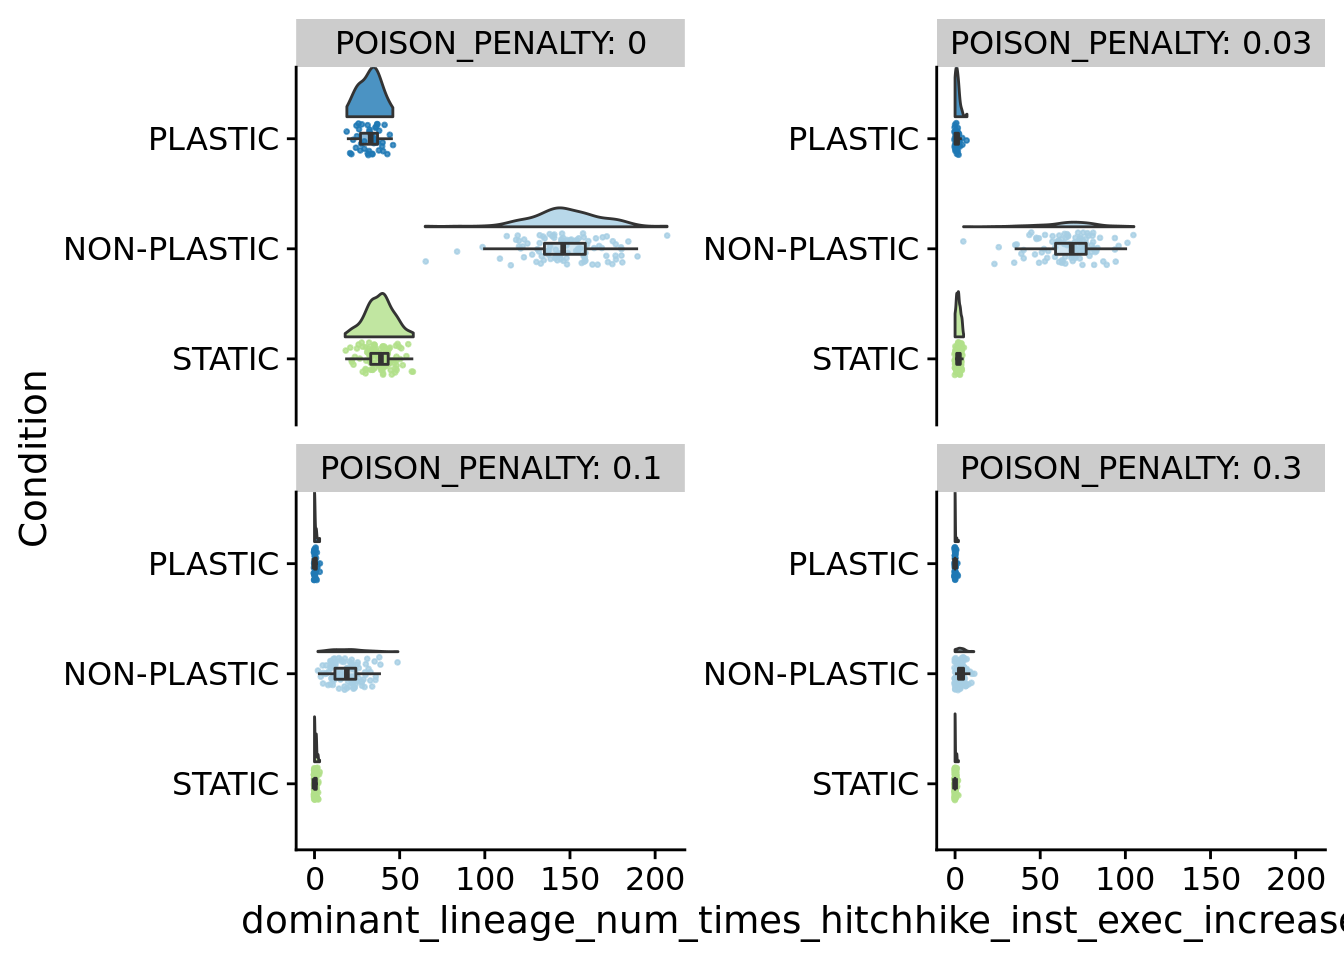 POISON_PENALTY: 0
POISON_PENALTY: 0.03
PLASTIC
NON-PLASTIC
STATIC
PLASTIC
NON-PLASTIC
STATIC
Condition
POISON_PENALTY: 0.1
POISON_PENALTY: 0.3
PLASTIC
NON-PLASTIC
STATIC
PLASTIC
NON-PLASTIC
STATIC
0 50 100 150 200
0 50 100 150 200
dominant_lineage_num_times_hitchhike_inst_exec_increase